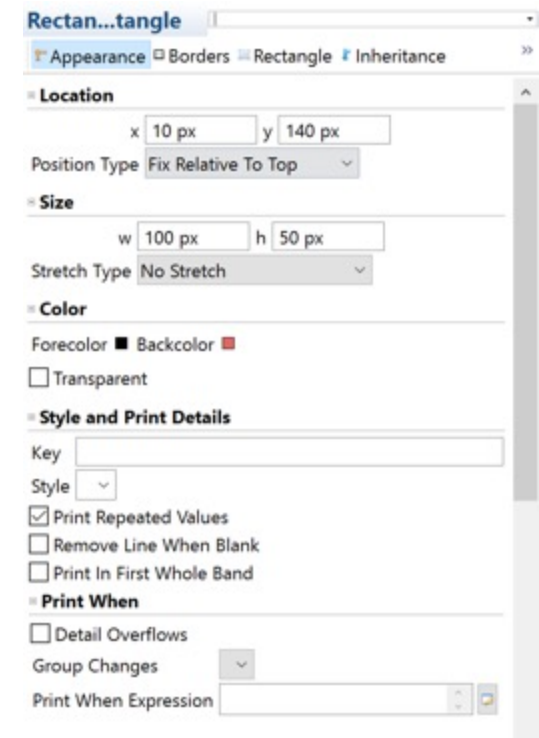 Rectan...tangle
Appearance Borders Rectangle Inheritance »
Location
x 10 px y 140 px
Position Type Fix Relative To Top
Size
w 100 px h 50 px
Stretch Type No Stretch
Color
Forecolor Backcolor
Transparent
Style and Print Details
Key
Style
Print Repeated Values
Remove Line When Blank
Print In First Whole Band
Print When
Detail Overflows
Group Changes
Print When Expression